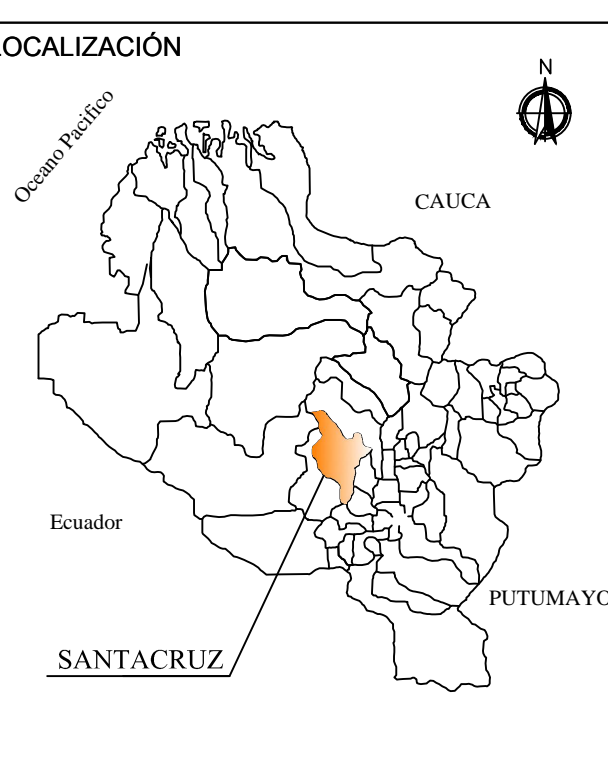 LOCALIZACIÓN
N
Oceano Pacifico
CAUCA
Ecuador
PUTUMAYO
SANTACRUZ